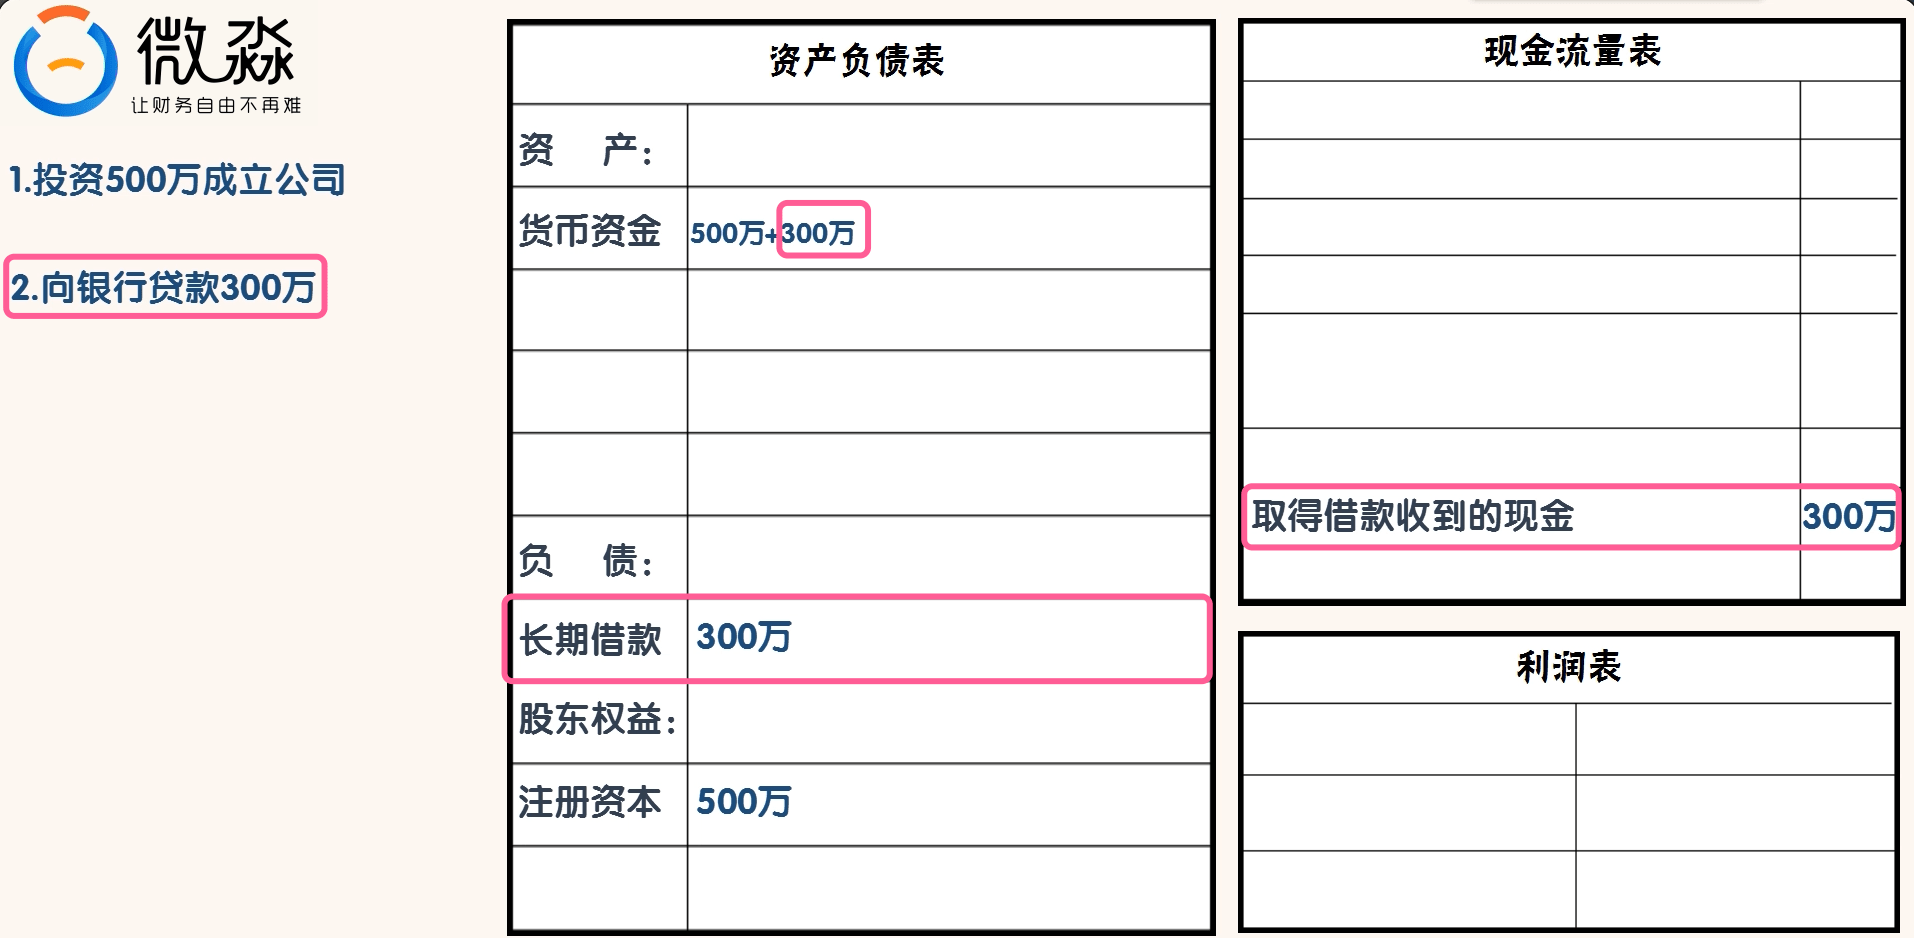 微淼
让财务自由不再难
1.投资500万成立公司
2.向银行贷款300万
资产负债表
资 产：
货币资金 500万+300万
负 债：
长期借款 300万
股东权益：
注册资本 500万
现金流量表
取得借款收到的现金 300万
利润表